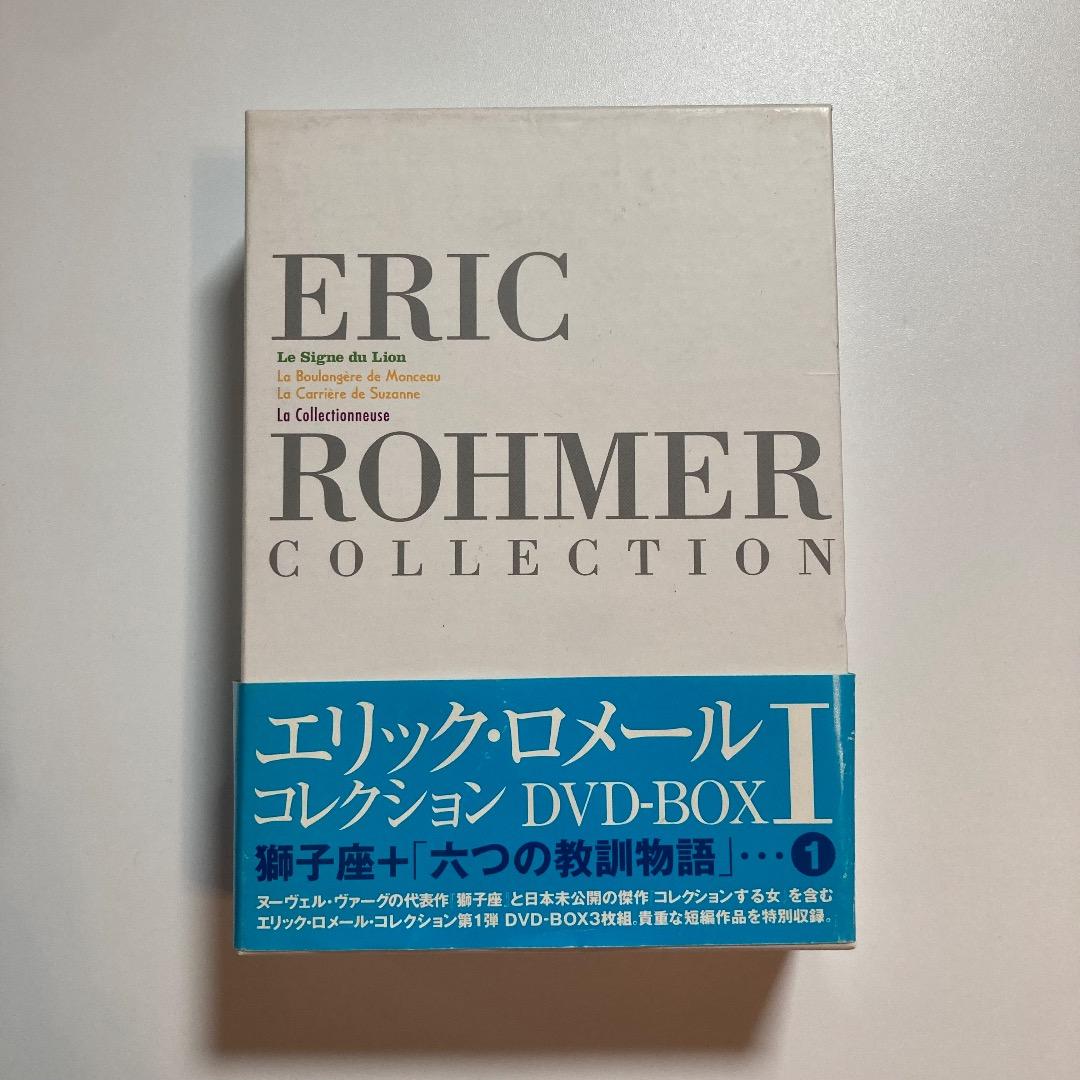 ERIC
Le Signe du Lion
La Boulangère de Monceau
La Carrière de Suzanne
La Collectionneuse
ROHMER
COLLECTION
エリック・ロメール
コレクション DVD-BOX I
獅子座+「六つの教訓物語」…1
ヌーヴェル・ヴァーグの代表作『獅子座』と日本未公開の傑作『コレクションする女』を含む
エリック・ロメール・コレクション第1弾 DVD-BOX3枚組。貴重な短編作品を特別収録。